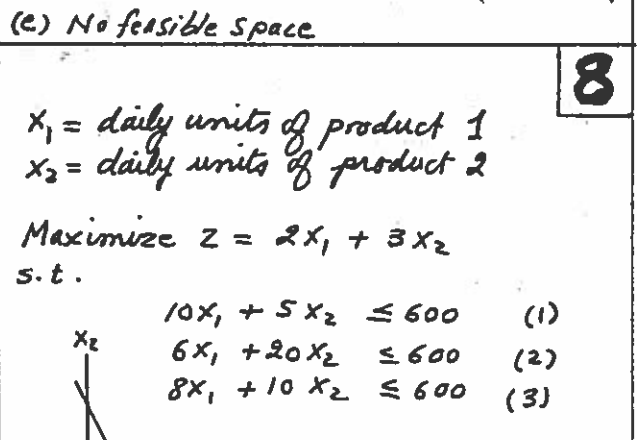 (e) No feasible space
8
x₁ = daily units of product 1
x₂ = daily units of product 2
Maximize z = 2x₁ + 3x₂
s.t.
10x₁ + 5x₂ ≤ 600 (1)
x₂
6x₁ + 20x₂ ≤ 600 (2)
8x₁ + 10x₂ ≤ 600 (3)